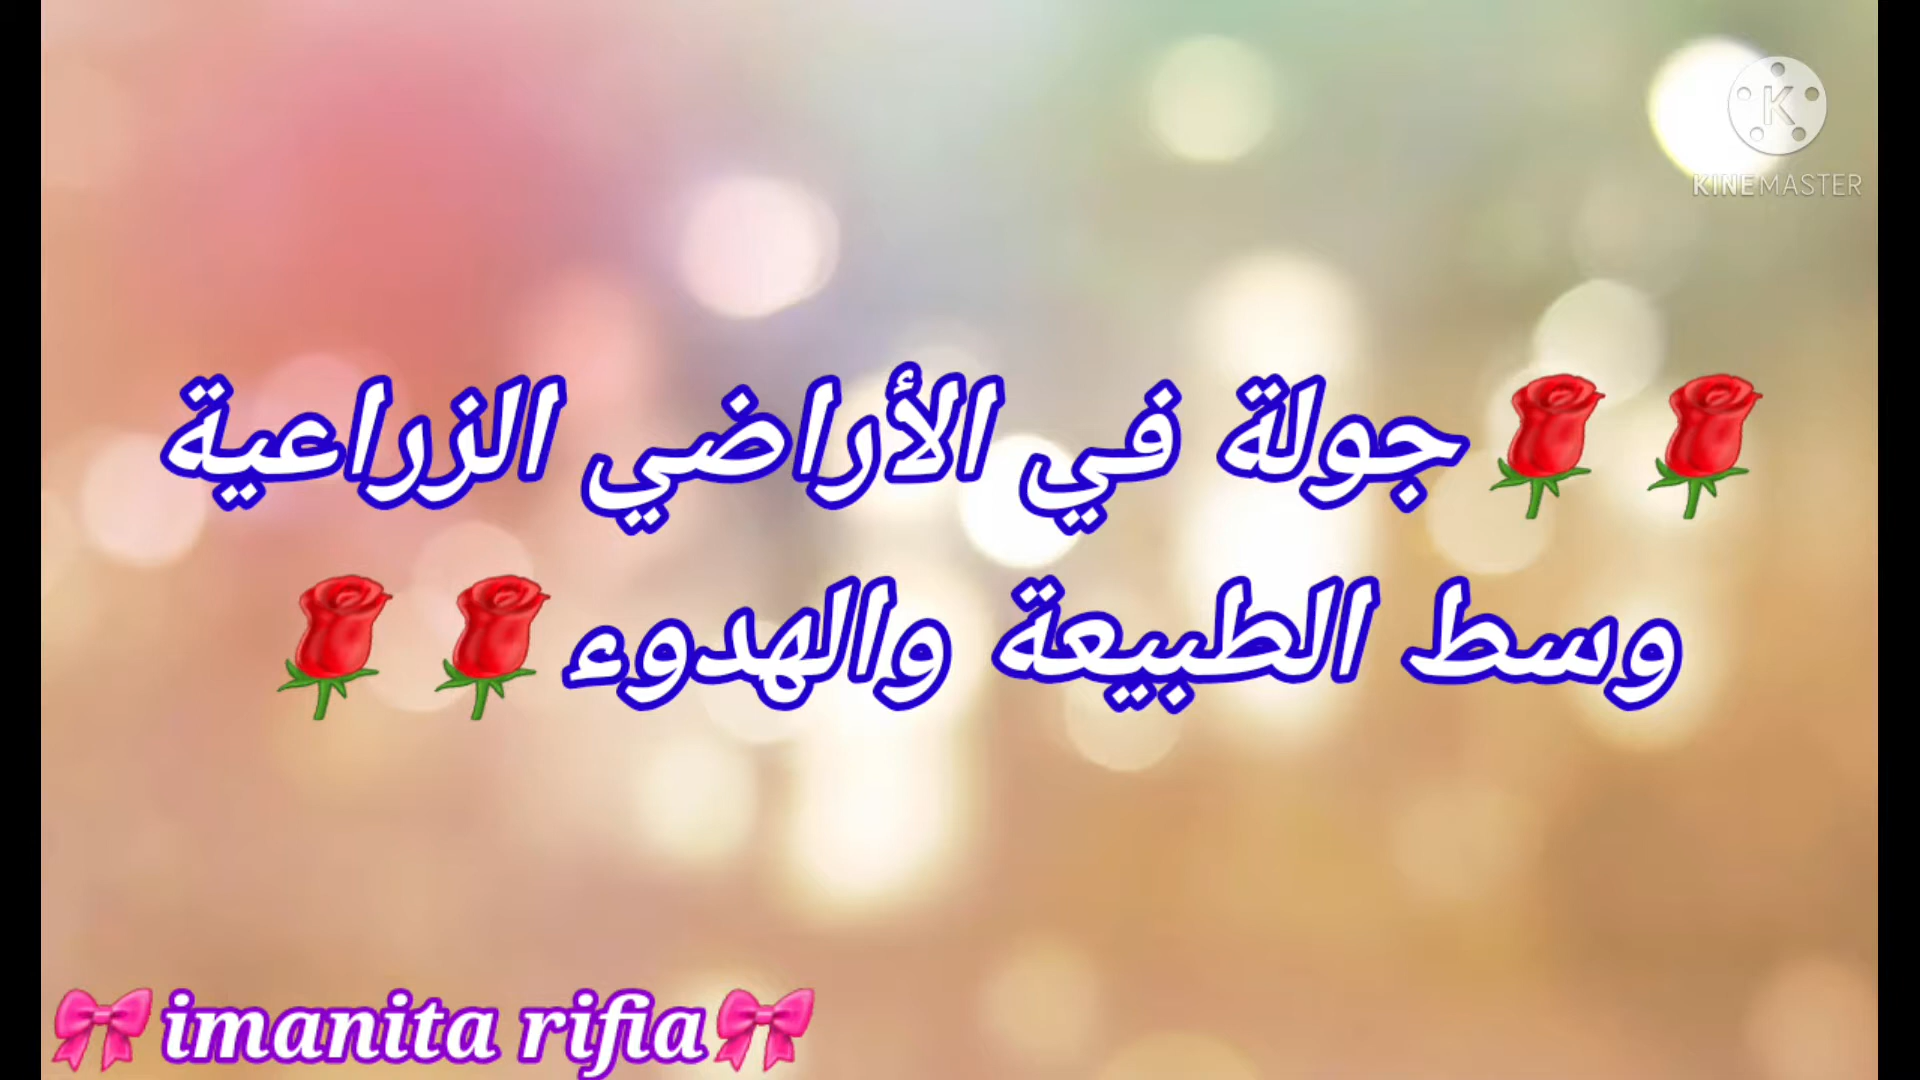 KINEMASTER
🌹🌹جولة في الأراضي الزراعية
وسط الطبيعة والهدوء🌹🌹
🎀imanita rifia🎀